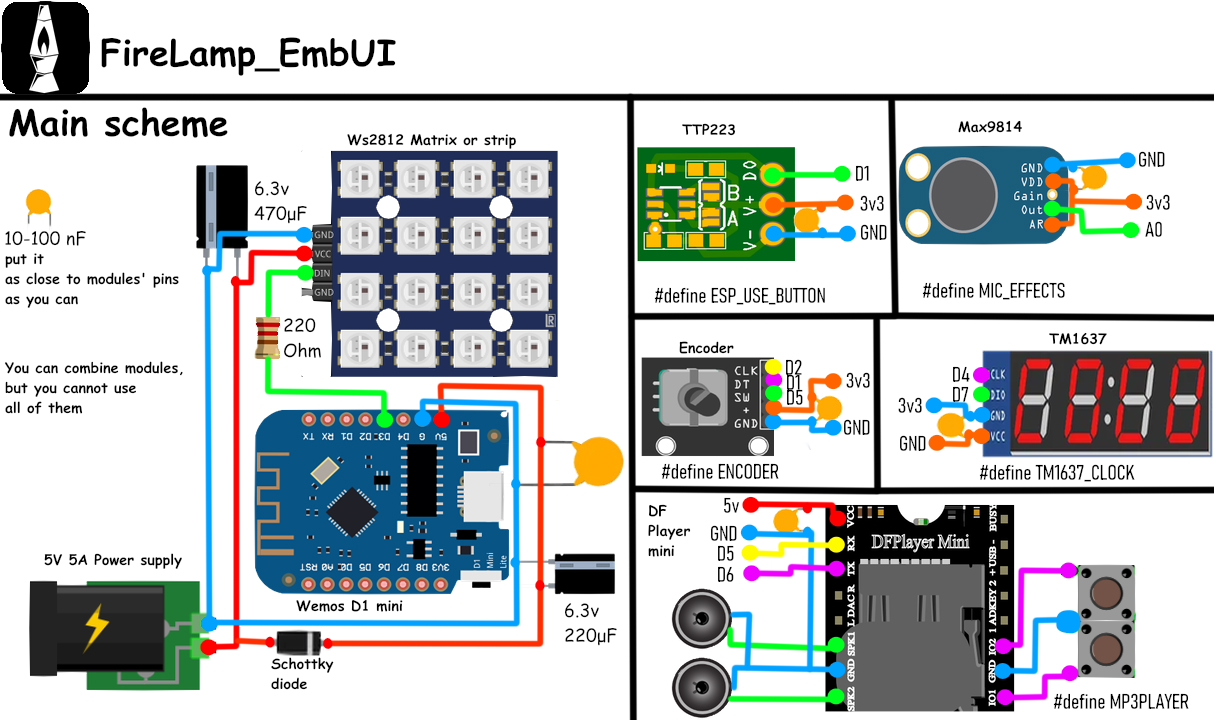 FireLamp_EmbUI
Main scheme
Ws2812 Matrix or strip
6.3v
470µF
10-100 nF
put it
as close to modules' pins
as you can
GND
VCC
DIN
GND
R
220
Ohm
You can combine modules,
but you cannot use
all of them
TX RX D1 D2 D3 D4 G 5V
RST A0 D0 D5 D6 D7 D8 3V3
D1
Mini
Lite
Wemos D1 mini
5V 5A Power supply
6.3v
220µF
Schottky
diode
TTP223
DO
V+
V-
B
A
D1
3v3
GND
#define ESP_USE_BUTTON
Max9814
GND
VDD
Gain
Out
AR
GND
3v3
A0
#define MIC_EFFECTS
Encoder
CLK
DT
SW
+
GND
D2
D1
D5
3v3
GND
#define ENCODER
TM1637
D4
D7
3v3
GND
CLK
DIO
GND
VCC
#define TM1637_CLOCK
DF
Player
mini
5v
GND
D5
D6
VCC
RX
TX
DAC R
DAC L
SPK1
GND
SPK2
DFPlayer Mini
BUSY
USB -
USB +
ADKEY 2
ADKEY 1
IO2
GND
IO1
#define MP3PLAYER